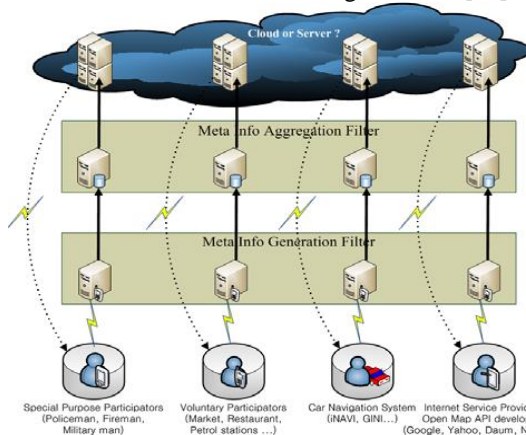 Cloud or Server ?
Meta Info Aggregation Filter
Meta Info Generation Filter
Special Purpose Participators
(Policeman, Fireman,
Military man)
Voluntary Participators
(Market, Restaurant,
Petrol stations ...)
Car Navigation System
(iNAVI, GINI...)
Internet Service Provid
Open Map API develo
(Google, Yahoo, Daum, N